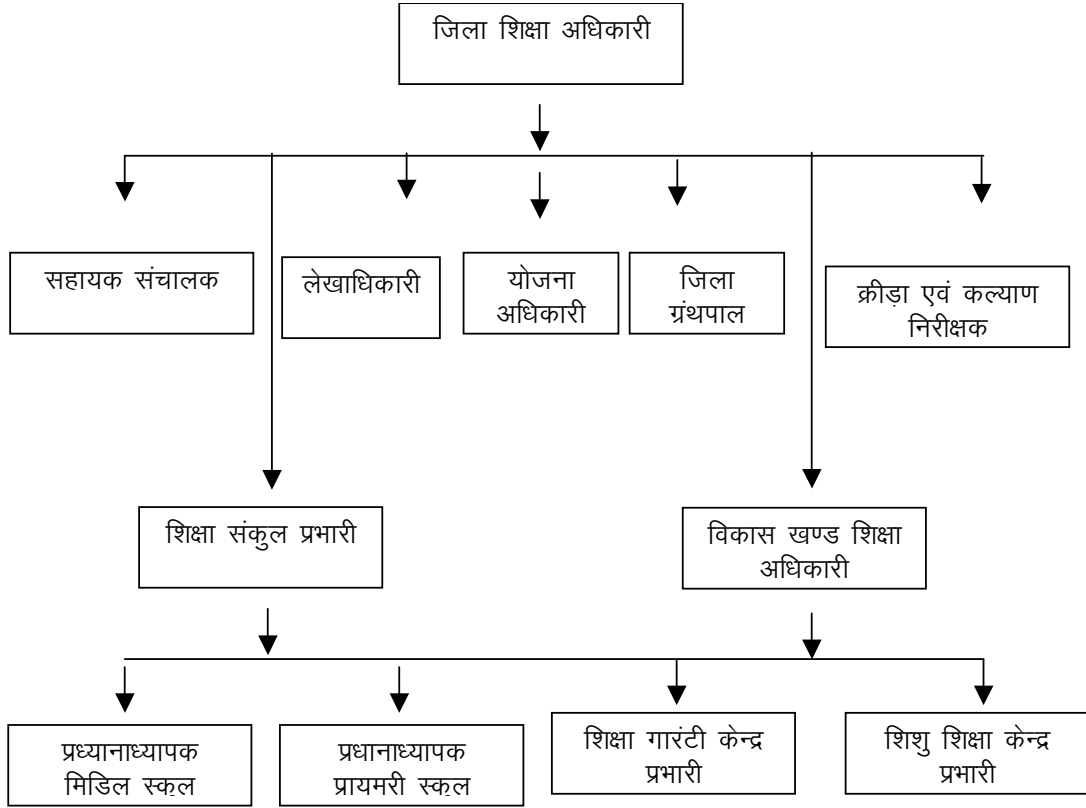 जिला शिक्षा अधिकारी
सहायक संचालक
लेखाधिकारी
योजना
अधिकारी
जिला
ग्रंथपाल
क्रीड़ा एवं कल्याण
निरीक्षक
शिक्षा संकुल प्रभारी
विकास खण्ड शिक्षा
अधिकारी
प्रध्यानाध्यापक
मिडिल स्कूल
प्रधानाध्यापक
प्रायमरी स्कूल
शिक्षा गारंटी केन्द्र
प्रभारी
शिशु शिक्षा केन्द्र
प्रभारी